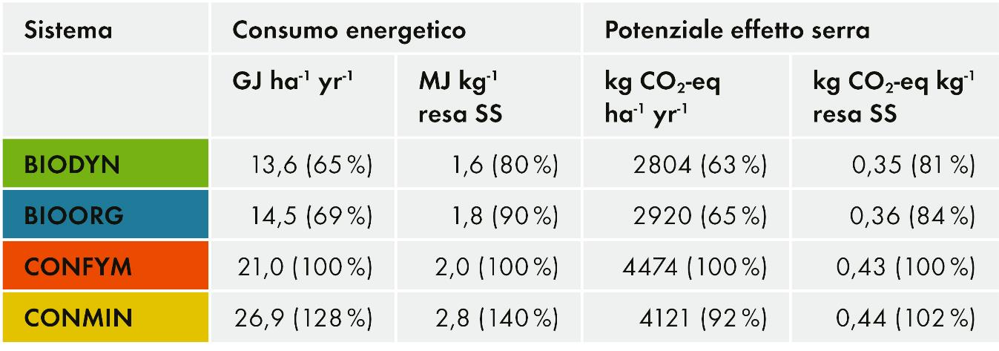 Sistema Consumo energetico Potenziale effetto serra
GJ ha⁻¹ yr⁻¹ MJ kg⁻¹ kg CO₂-eq kg CO₂-eq kg⁻¹
resa SS ha⁻¹ yr⁻¹ resa SS
BIODYN 13,6 (65 %) 1,6 (80 %) 2804 (63 %) 0,35 (81 %)
BIOORG 14,5 (69 %) 1,8 (90 %) 2920 (65 %) 0,36 (84 %)
CONFYM 21,0 (100 %) 2,0 (100 %) 4474 (100 %) 0,43 (100 %)
CONMIN 26,9 (128 %) 2,8 (140 %) 4121 (92 %) 0,44 (102 %)